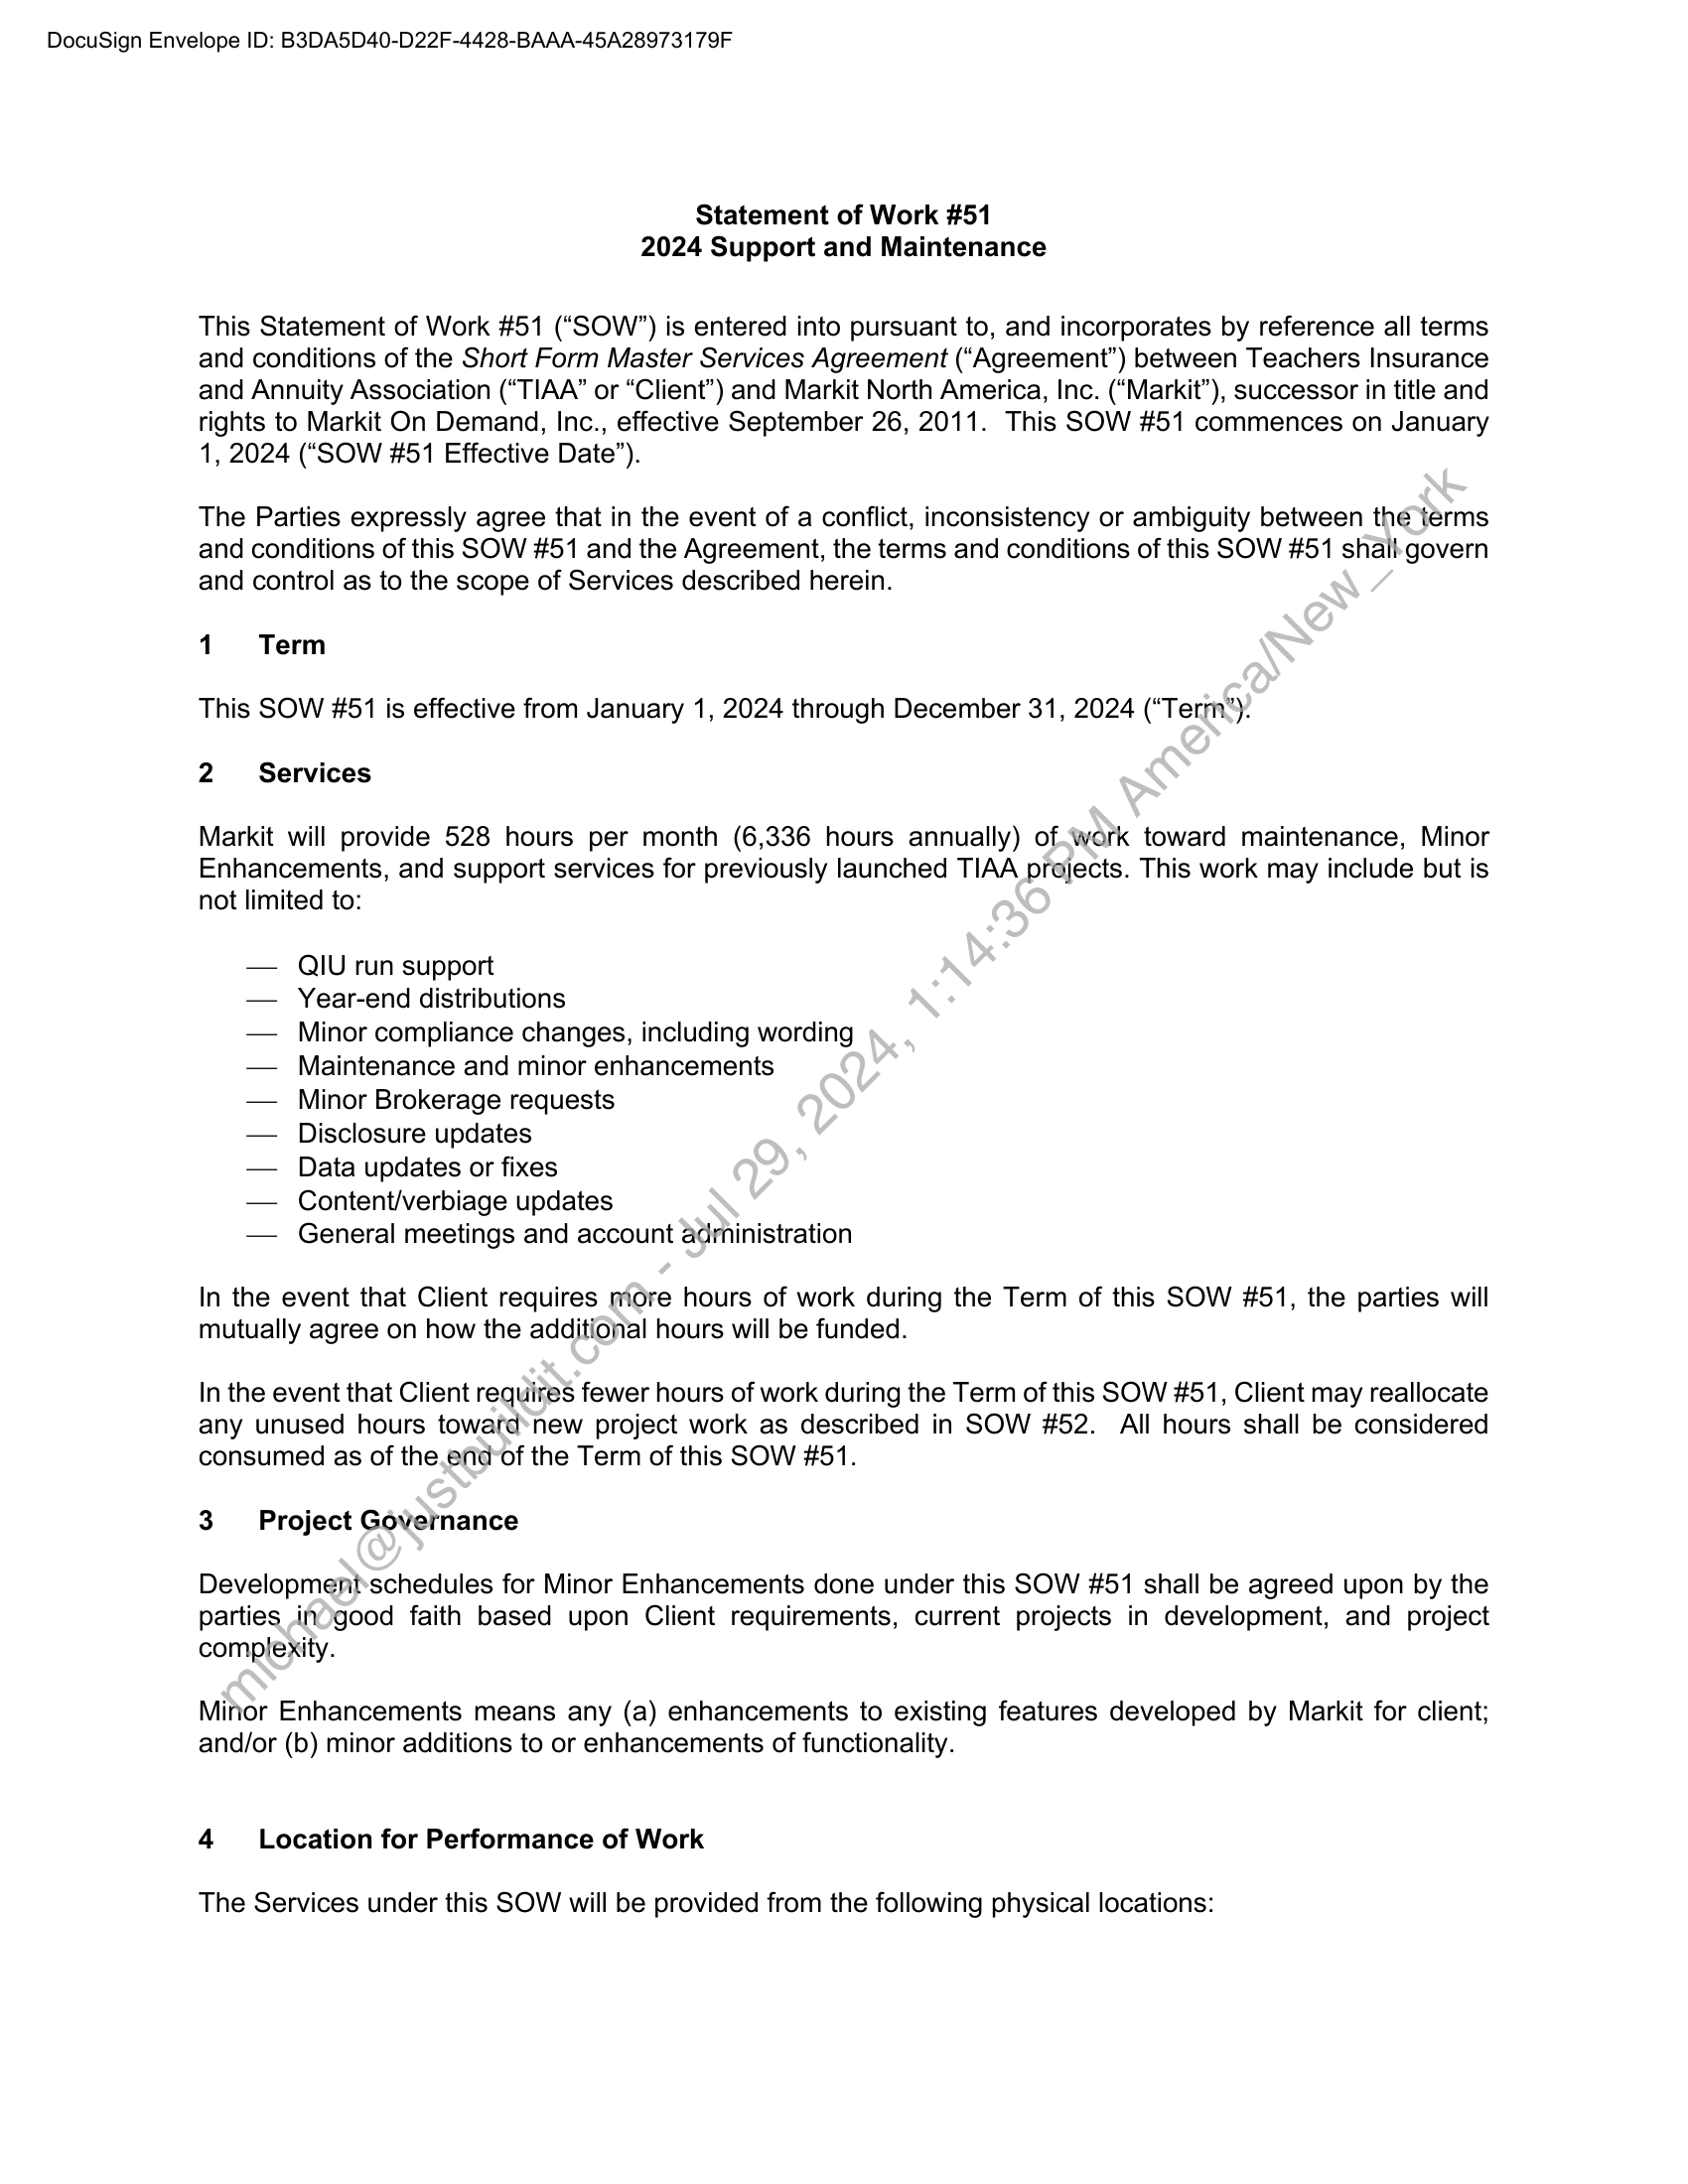 DocuSign Envelope ID: B3DA5D40-D22F-4428-BAAA-45A28973179F
Statement of Work #51
2024 Support and Maintenance
This Statement of Work #51 (“SOW”) is entered into pursuant to, and incorporates by reference all terms
and conditions of the Short Form Master Services Agreement (“Agreement”) between Teachers Insurance
and Annuity Association (“TIAA” or “Client”) and Markit North America, Inc. (“Markit”), successor in title and
rights to Markit On Demand, Inc., effective September 26, 2011.  This SOW #51 commences on January
1, 2024 (“SOW #51 Effective Date”).
The Parties expressly agree that in the event of a conflict, inconsistency or ambiguity between the terms
and conditions of this SOW #51 and the Agreement, the terms and conditions of this SOW #51 shall govern
and control as to the scope of Services described herein.
1 Term
This SOW #51 is effective from January 1, 2024 through December 31, 2024 (“Term”).
2 Services
Markit will provide 528 hours per month (6,336 hours annually) of work toward maintenance, Minor
Enhancements, and support services for previously launched TIAA projects. This work may include but is
not limited to:
— QIU run support
— Year-end distributions
— Minor compliance changes, including wording
— Maintenance and minor enhancements
— Minor Brokerage requests
— Disclosure updates
— Data updates or fixes
— Content/verbiage updates
— General meetings and account administration
In the event that Client requires more hours of work during the Term of this SOW #51, the parties will
mutually agree on how the additional hours will be funded.
In the event that Client requires fewer hours of work during the Term of this SOW #51, Client may reallocate
any unused hours toward new project work as described in SOW #52.  All hours shall be considered
consumed as of the end of the Term of this SOW #51.
3 Project Governance
Development schedules for Minor Enhancements done under this SOW #51 shall be agreed upon by the
parties in good faith based upon Client requirements, current projects in development, and project
complexity.
Minor Enhancements means any (a) enhancements to existing features developed by Markit for client;
and/or (b) minor additions to or enhancements of functionality.
4 Location for Performance of Work
The Services under this SOW will be provided from the following physical locations:
michael@justbuildit.com - Jul 29, 2024, 1:14:36 PM America/New_York